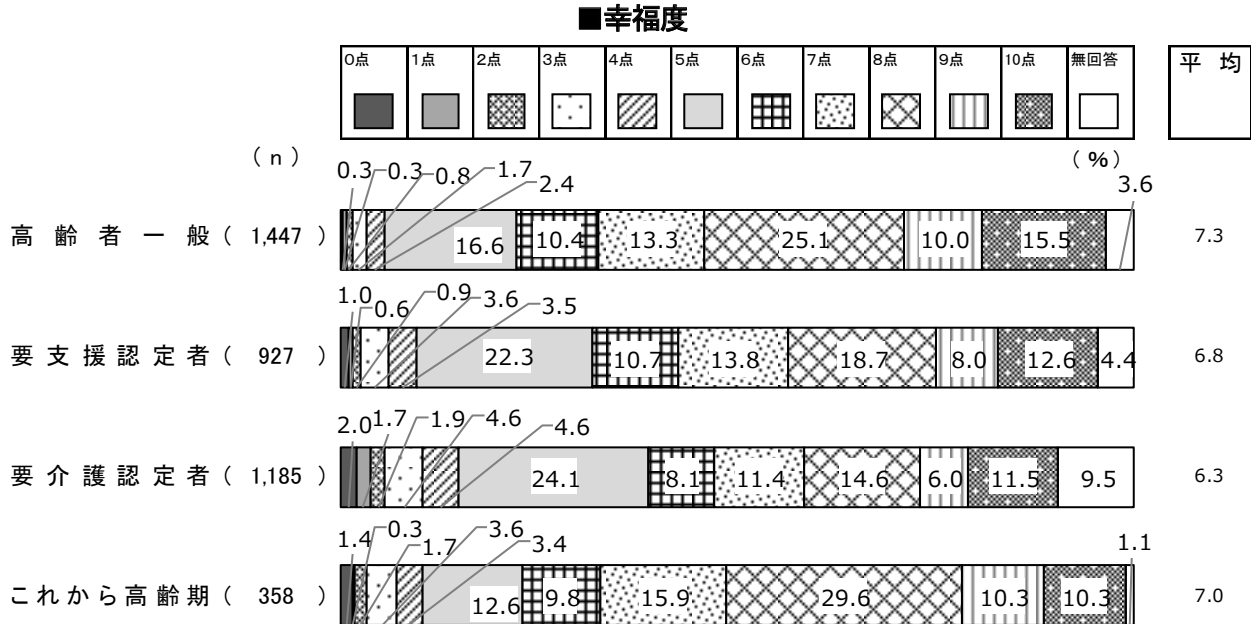 ■幸福度
0点 1点 2点 3点 4点 5点 6点 7点 8点 9点 10点 無回答 平 均
(n) (%)
0.3 0.3 0.8 1.7 2.4 3.6
高齢者一般( 1,447 ) 16.6 10.4 13.3 25.1 10.0 15.5 7.3
1.0 0.6 0.9 3.6 3.5
要支援認定者( 927 ) 22.3 10.7 13.8 18.7 8.0 12.6 4.4 6.8
2.0 1.7 1.9 4.6 4.6
要介護認定者( 1,185 ) 24.1 8.1 11.4 14.6 6.0 11.5 9.5 6.3
1.4 0.3 1.7 3.6 3.4 1.1
これから高齢期( 358 ) 12.6 9.8 15.9 29.6 10.3 10.3 7.0